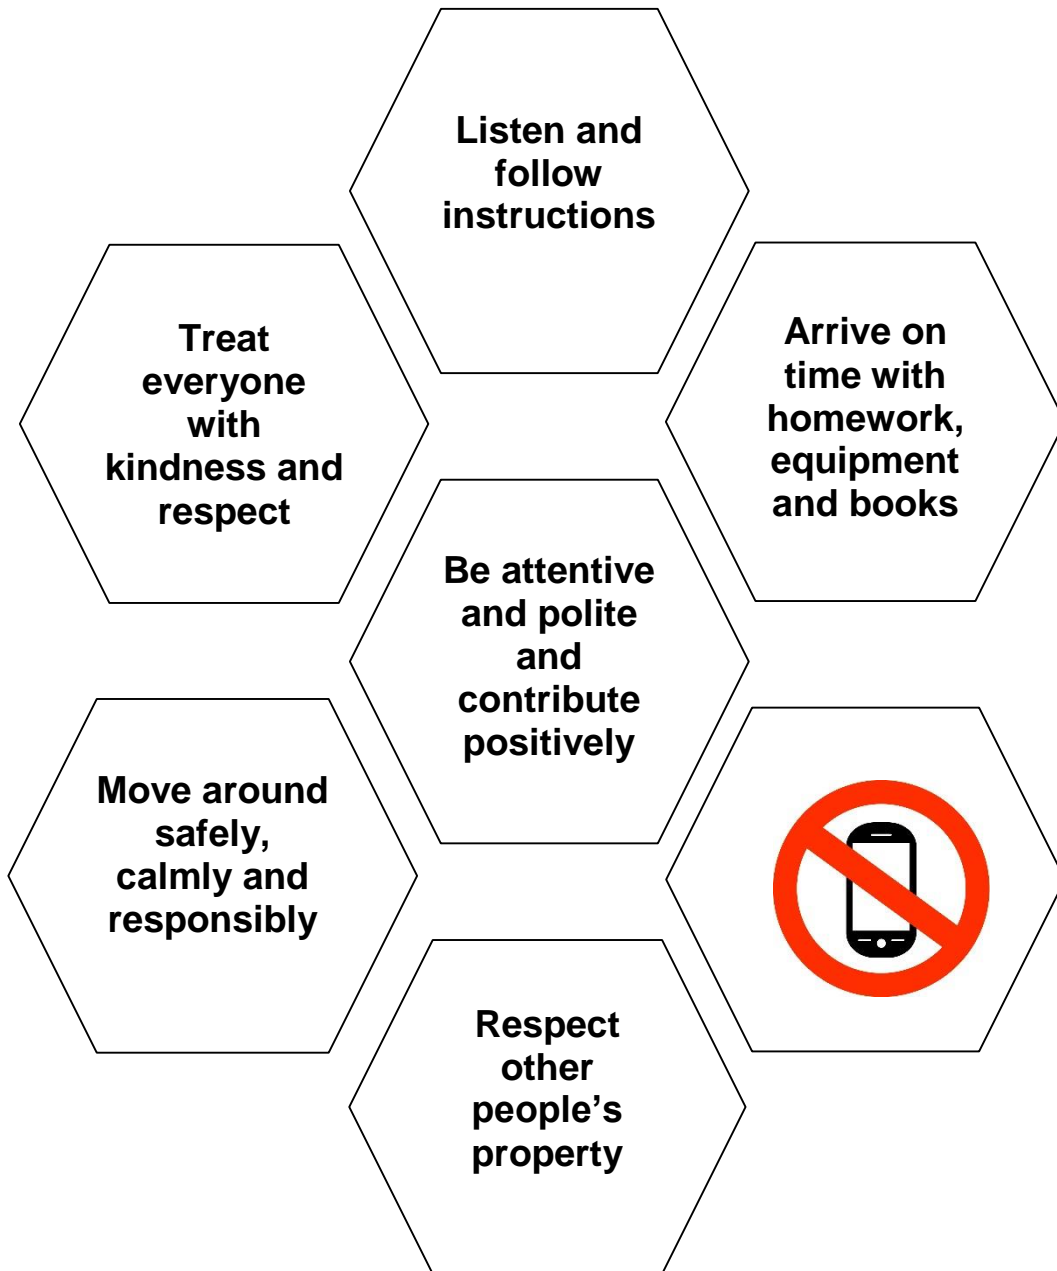 Listen and
follow
instructions
Treat
everyone
with
kindness and
respect
Arrive on
time with
homework,
equipment
and books
Be attentive
and polite
and
contribute
positively
Move around
safely,
calmly and
responsibly
Respect
other
people’s
property